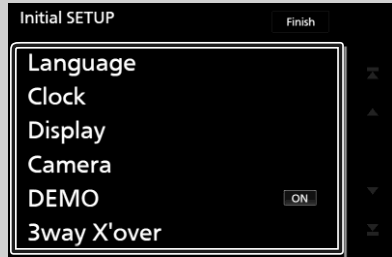 Initial SETUP
Finish
Language
Clock
Display
Camera
DEMO
ON
3way X'over